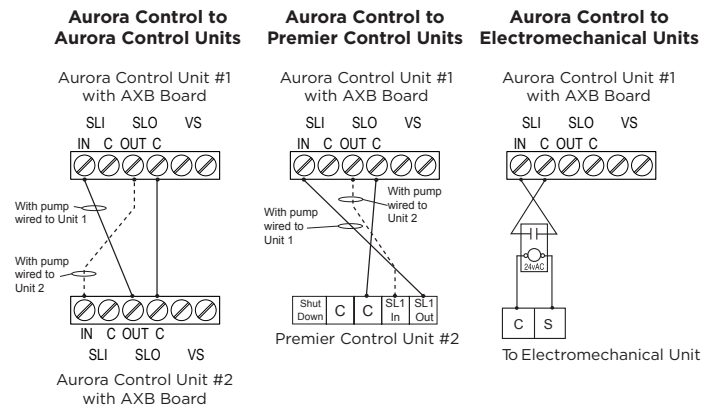 Aurora Control to
Aurora Control Units
Aurora Control Unit #1
with AXB Board
SLI SLO VS
IN C OUT C
With pump
wired to Unit 1
With pump
wired to
Unit 2
IN C OUT C
SLI SLO VS
Aurora Control Unit #2
with AXB Board
Aurora Control to
Premier Control Units
Aurora Control Unit #1
with AXB Board
SLI SLO VS
IN C OUT C
With pump
wired to
Unit 2
With pump
wired to
Unit 1
Shut
Down
C
C
SL1
In
SL1
Out
Premier Control Unit #2
Aurora Control to
Electromechanical Units
Aurora Control Unit #1
with AXB Board
SLI SLO VS
IN C OUT C
24VAC
C S
To Electromechanical Unit